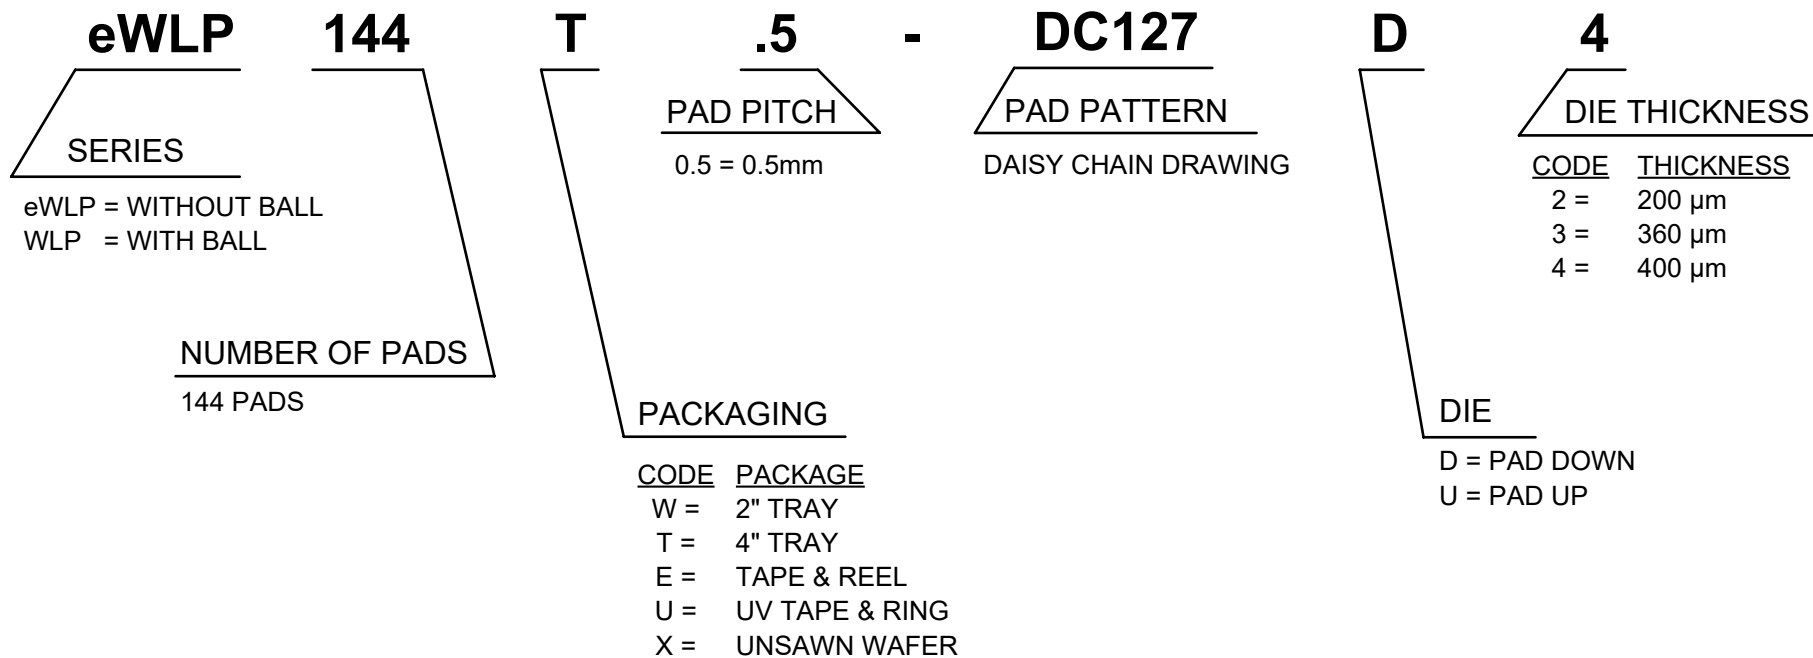 eWLP 144 T .5 - DC127 D 4
SERIES
eWLP = WITHOUT BALL
WLP = WITH BALL
NUMBER OF PADS
144 PADS
PACKAGING
CODE PACKAGE
W = 2" TRAY
T = 4" TRAY
E = TAPE & REEL
U = UV TAPE & RING
X = UNSAWN WAFER
PAD PITCH
0.5 = 0.5mm
PAD PATTERN
DAISY CHAIN DRAWING
DIE
D = PAD DOWN
U = PAD UP
DIE THICKNESS
CODE THICKNESS
2 = 200 µm
3 = 360 µm
4 = 400 µm